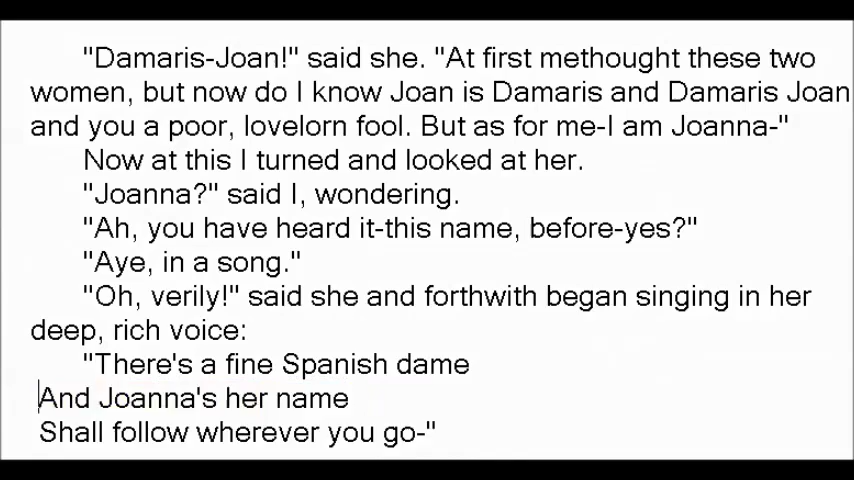 "Damaris-Joan!" said she. "At first methought these two
women, but now do I know Joan is Damaris and Damaris Joan
and you a poor, lovelorn fool. But as for me-I am Joanna-"
Now at this I turned and looked at her.
"Joanna?" said I, wondering.
"Ah, you have heard it-this name, before-yes?"
"Aye, in a song."
"Oh, verily!" said she and forthwith began singing in her
deep, rich voice:
"There's a fine Spanish dame
And Joanna's her name
Shall follow wherever you go-"